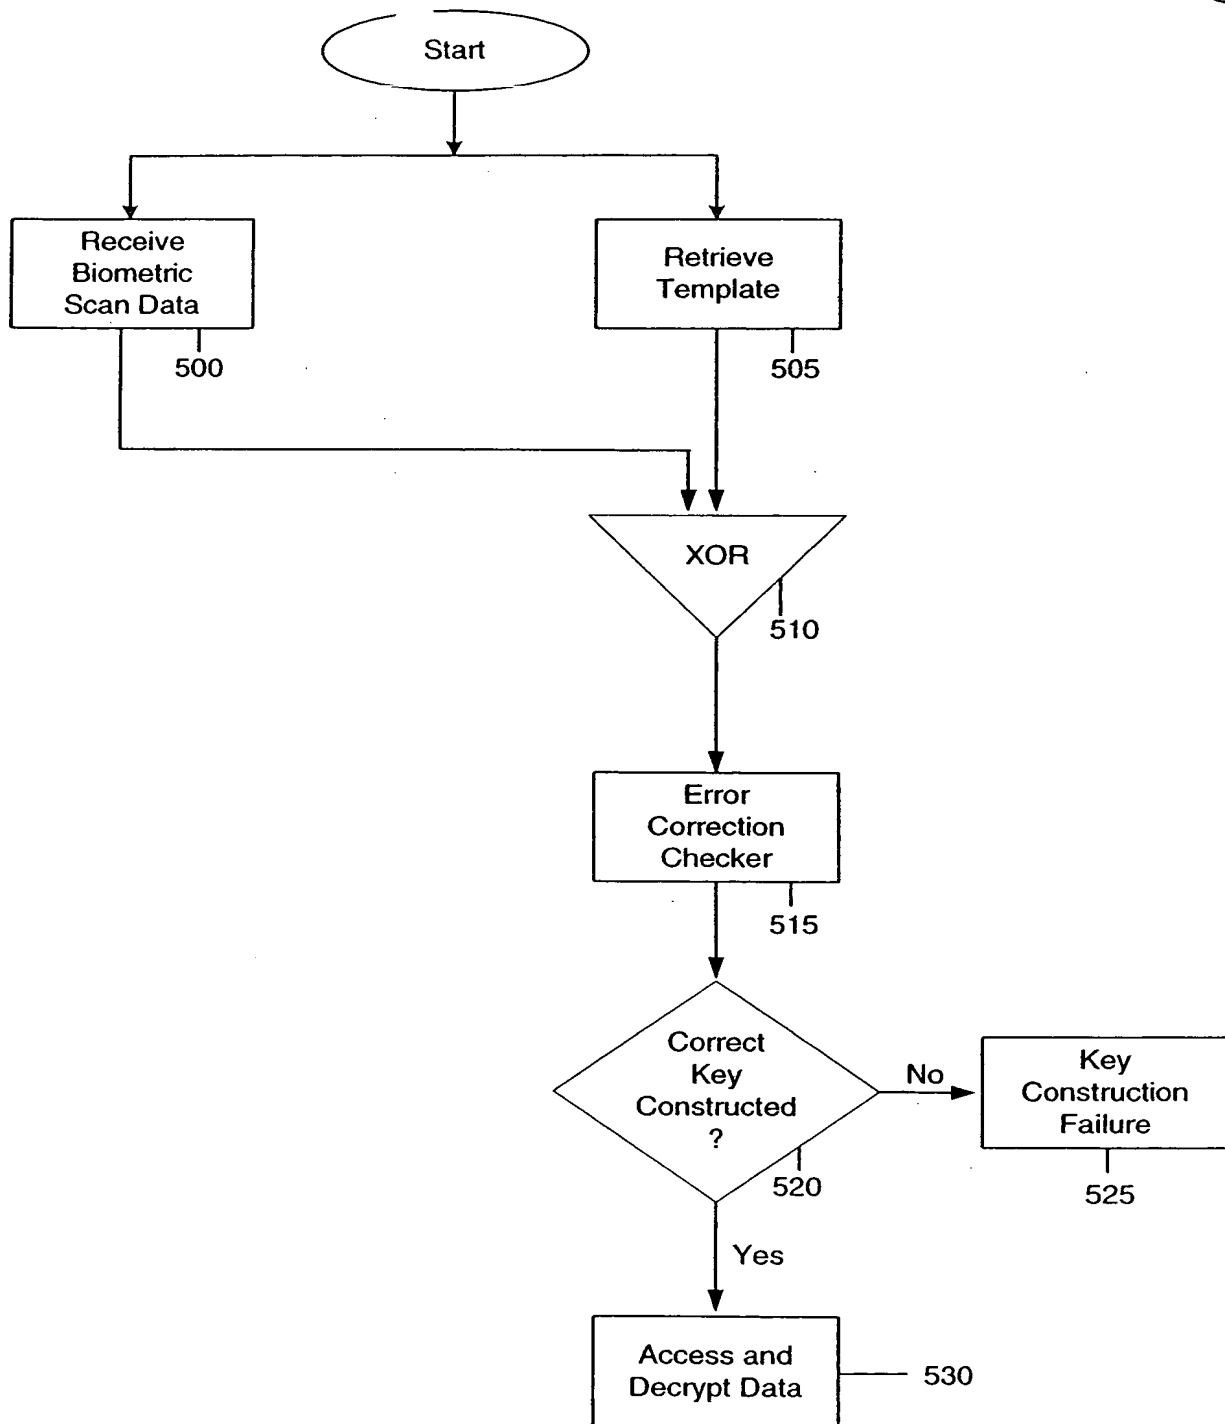 Start
Receive
Biometric
Scan Data
500
Retrieve
Template
505
XOR
510
Error
Correction
Checker
515
Correct
Key
Constructed
?
520
No
Key
Construction
Failure
525
Yes
Access and
Decrypt Data
530